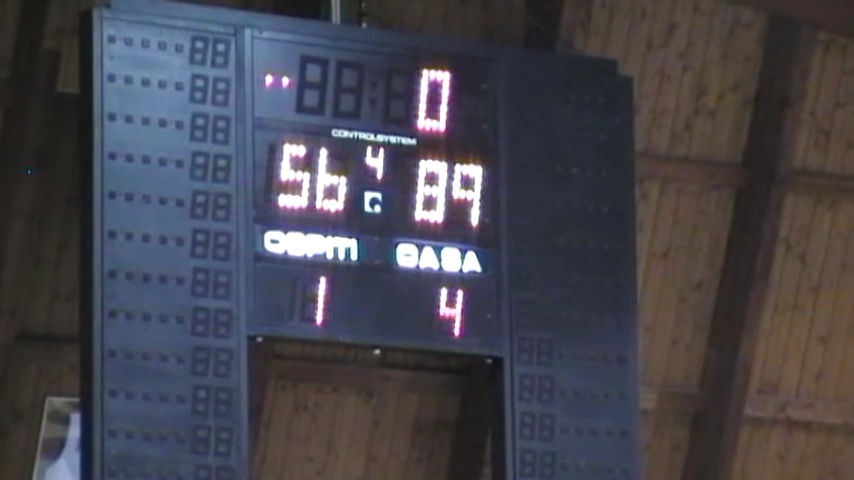 0
CONTROLSYSTEM
4
56 89
OSPITI CASA
1 4